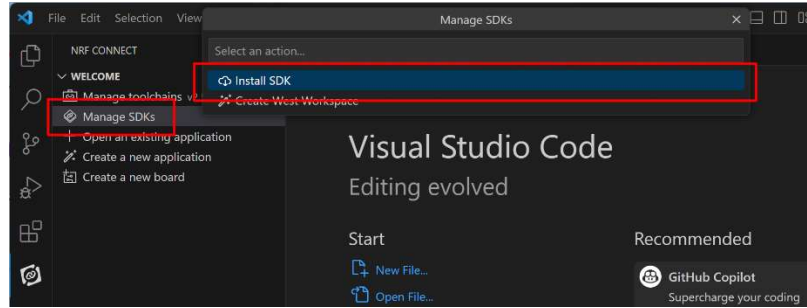 File Edit Selection View
Manage SDKs
NRF CONNECT
Select an action...
WELCOME
Install SDK
Manage toolchains
Create West Workspace
Manage SDKs
Open an existing application
Create a new application
Create a new board
Visual Studio Code
Editing evolved
Start
Recommended
New File...
Open File...
GitHub Copilot
Supercharge your coding